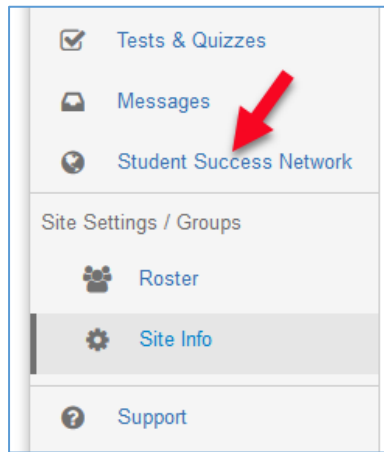 Tests & Quizzes
Messages
Student Success Network
Site Settings / Groups
Roster
Site Info
Support